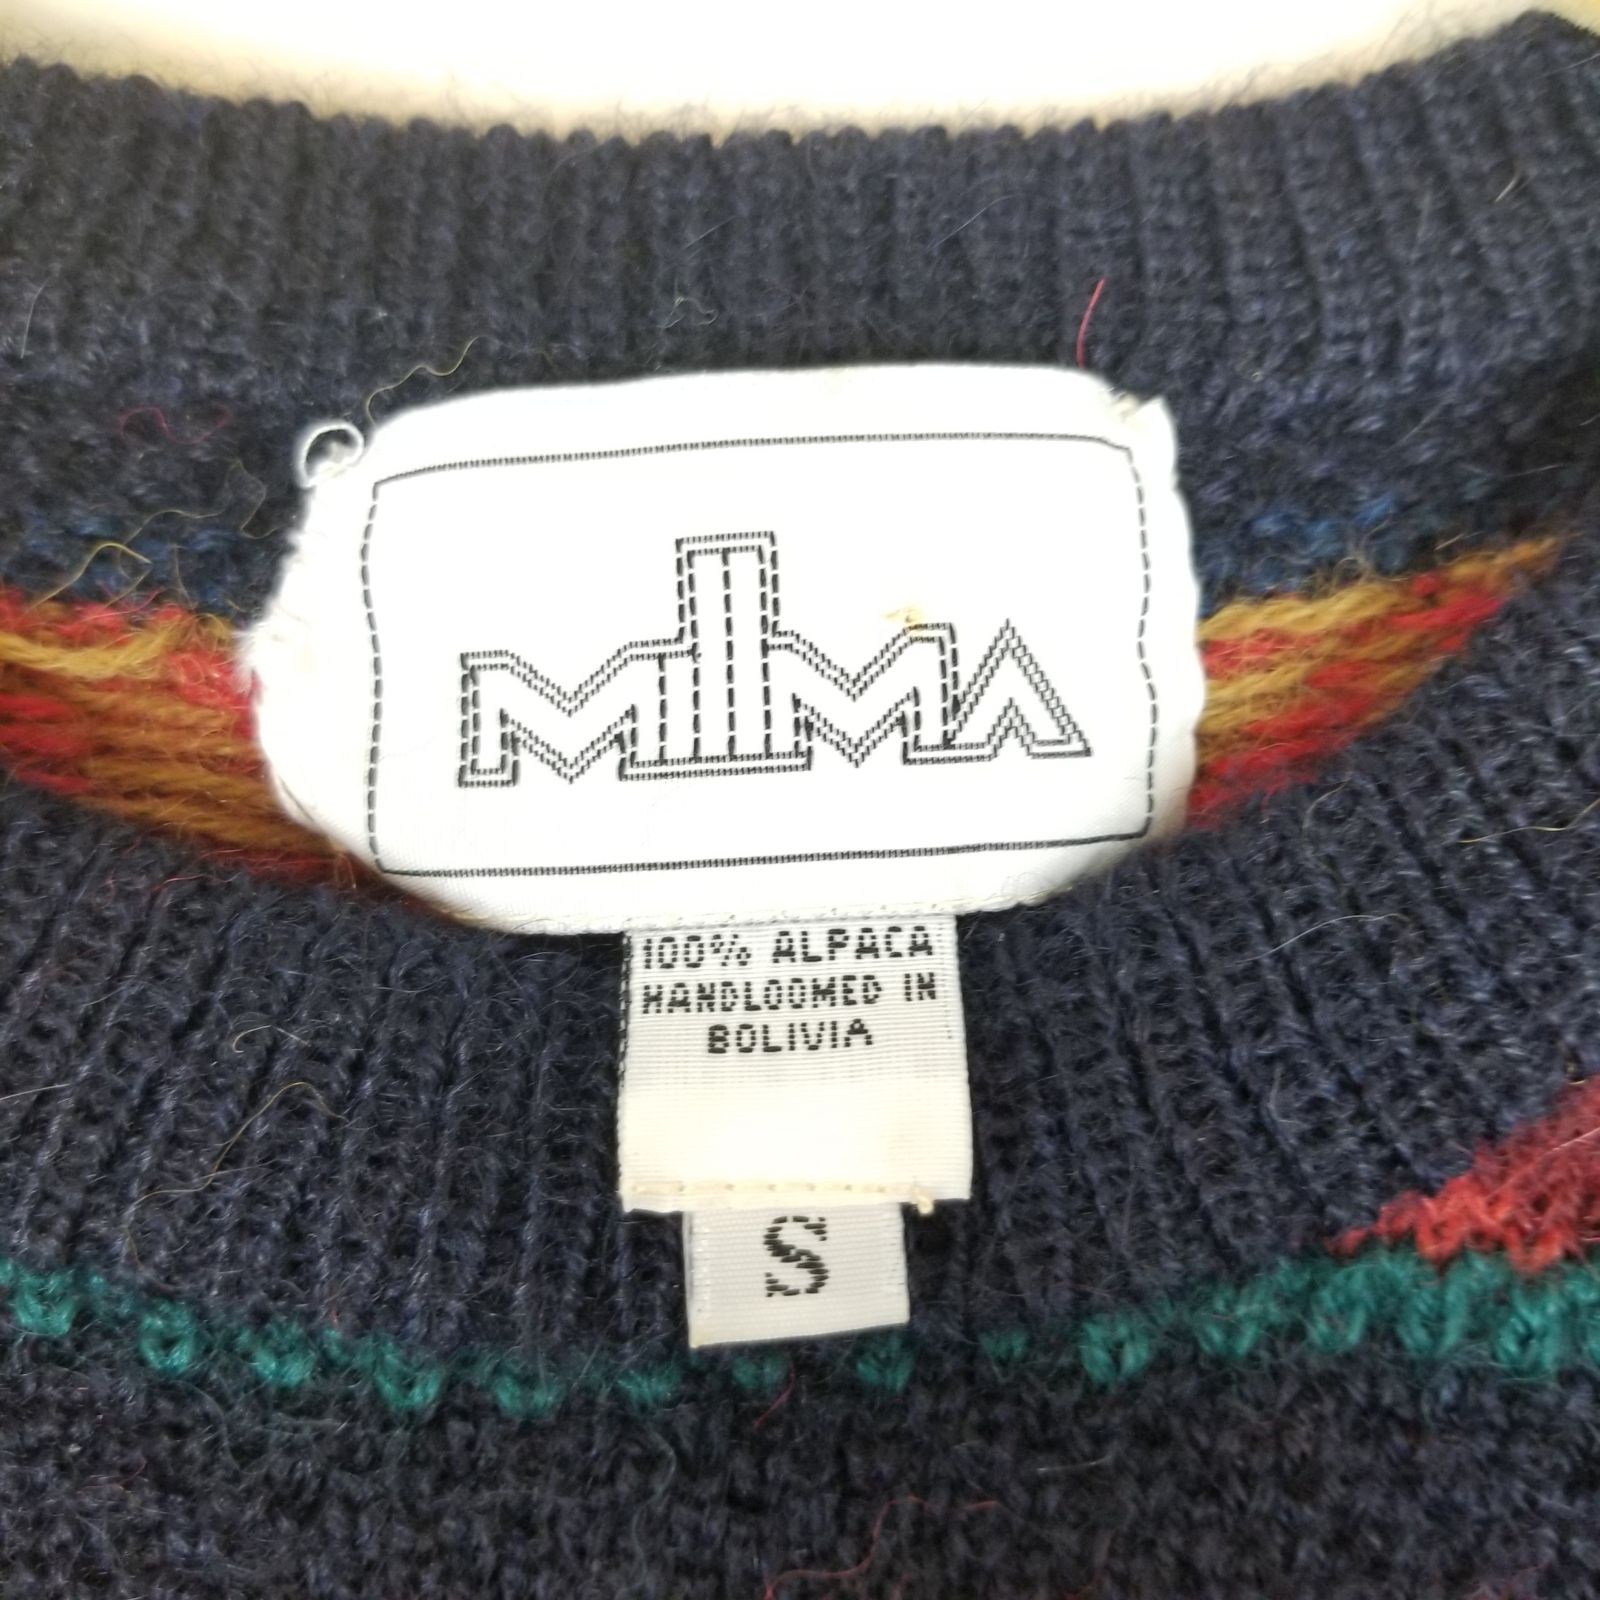 MIMA
100% ALPACA
HANDLOOMED IN
BOLIVIA
S